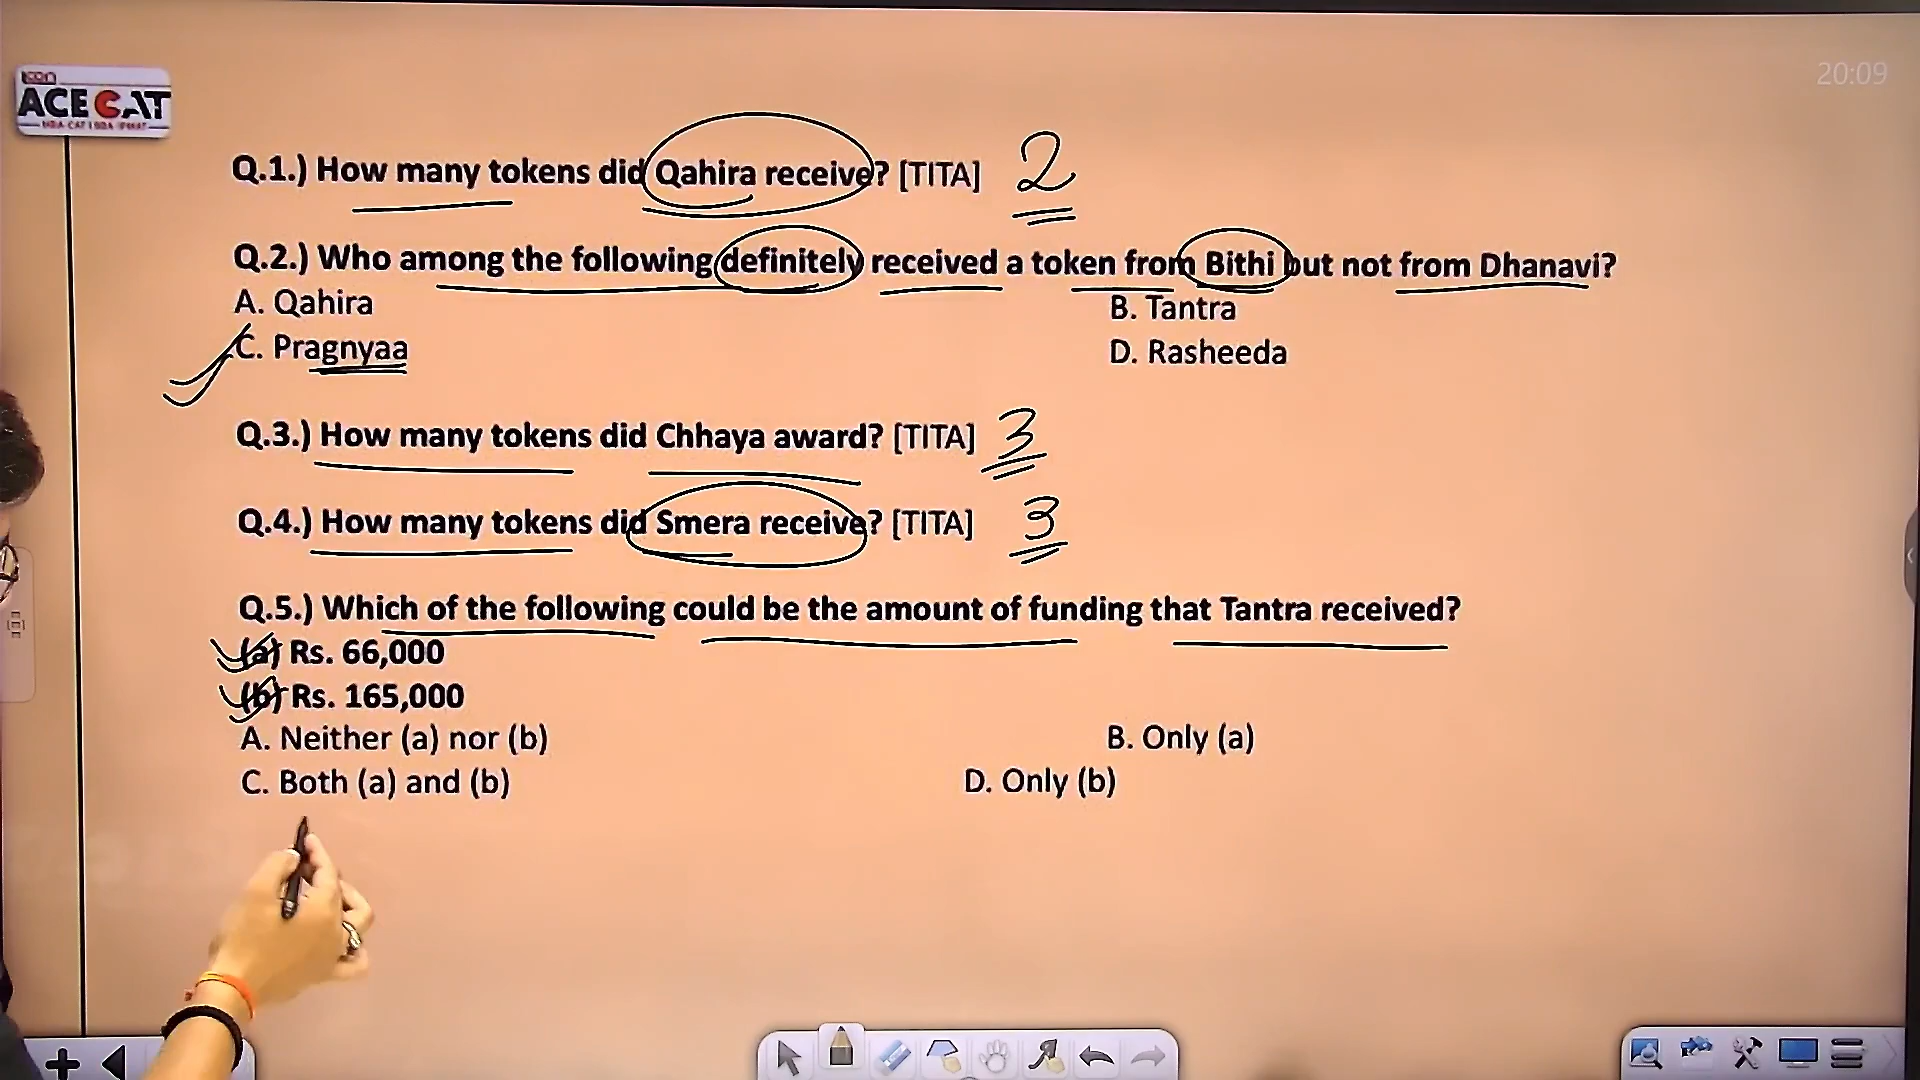 20:09
ACE CAT
Q.1.) How many tokens did Qahira receive? [TITA] 2
Q.2.) Who among the following definitely received a token from Bithi but not from Dhanavi?
A. Qahira B. Tantra
C. Pragnyaa D. Rasheeda
Q.3.) How many tokens did Chhaya award? [TITA] 3
Q.4.) How many tokens did Smera receive? [TITA] 3
Q.5.) Which of the following could be the amount of funding that Tantra received?
(a) Rs. 66,000
(b) Rs. 165,000
A. Neither (a) nor (b) B. Only (a)
C. Both (a) and (b) D. Only (b)